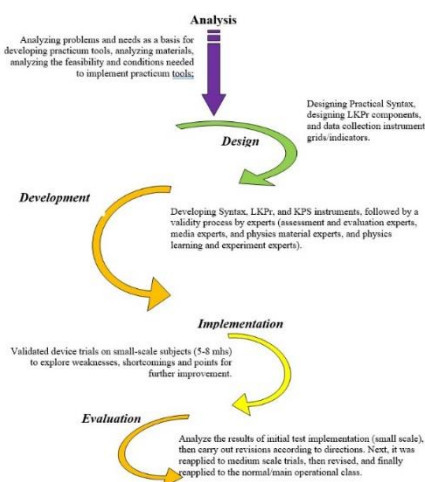 Analysis
Analyzing problems and needs as a basis for
developing practicum tools, analyzing materials,
analyzing the feasibility and conditions needed
to implement practicum tools;
Designing Practical Syntax,
designing LKPr components,
and data collection instrument
grids/indicators.
Design
Development
Developing Syntax, LKPr, and KPS instruments, followed by a
validity process by experts (assessment and evaluation experts,
media experts, and physics material experts, and physics
learning and experiment experts).
Implementation
Validated device trials on small-scale subjects (5-8 mhs)
to explore weaknesses, shortcomings and points for
further improvement.
Evaluation
Analyze the results of initial test implementation (small scale),
then carry out revisions according to directions. Next, it was
reapplied to medium scale trials, then revised, and finally
reapplied to the normal/main operational class.